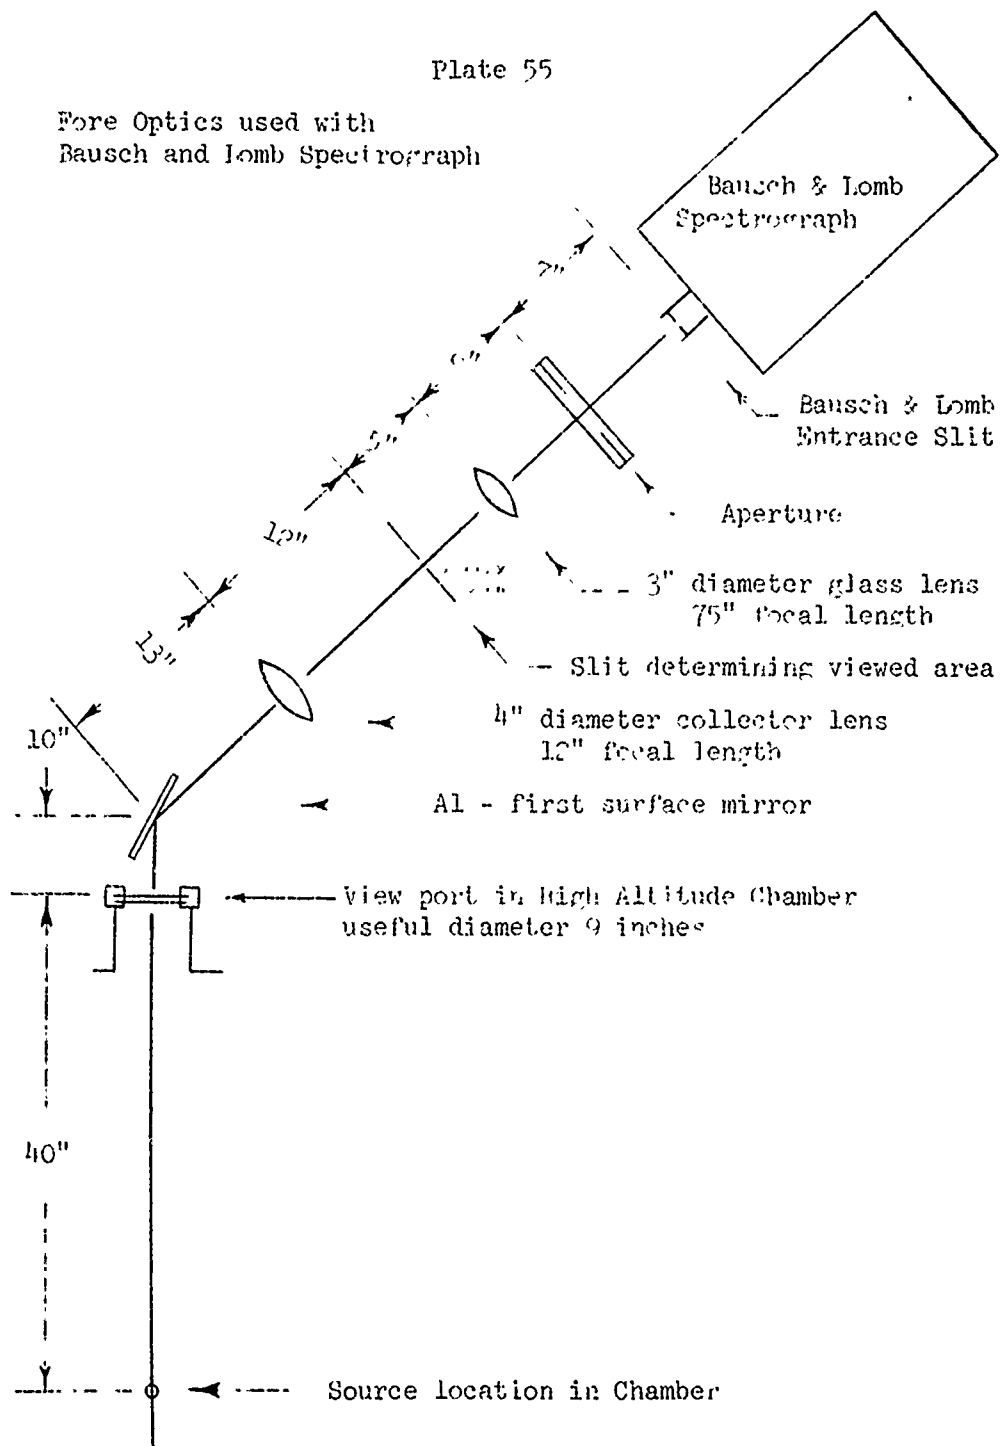 Plate 55
Fore Optics used with
Bausch and Lomb Spectrograph
Bausch & Lomb
Spectrograph
7"
6"
5"
12"
13"
10"
Bausch & Lomb
Entrance Slit
Aperture
3" diameter glass lens
75" focal length
Slit determining viewed area
4" diameter collector lens
12" focal length
Al - first surface mirror
View port in High Altitude Chamber
useful diameter 9 inches
40"
Source location in Chamber